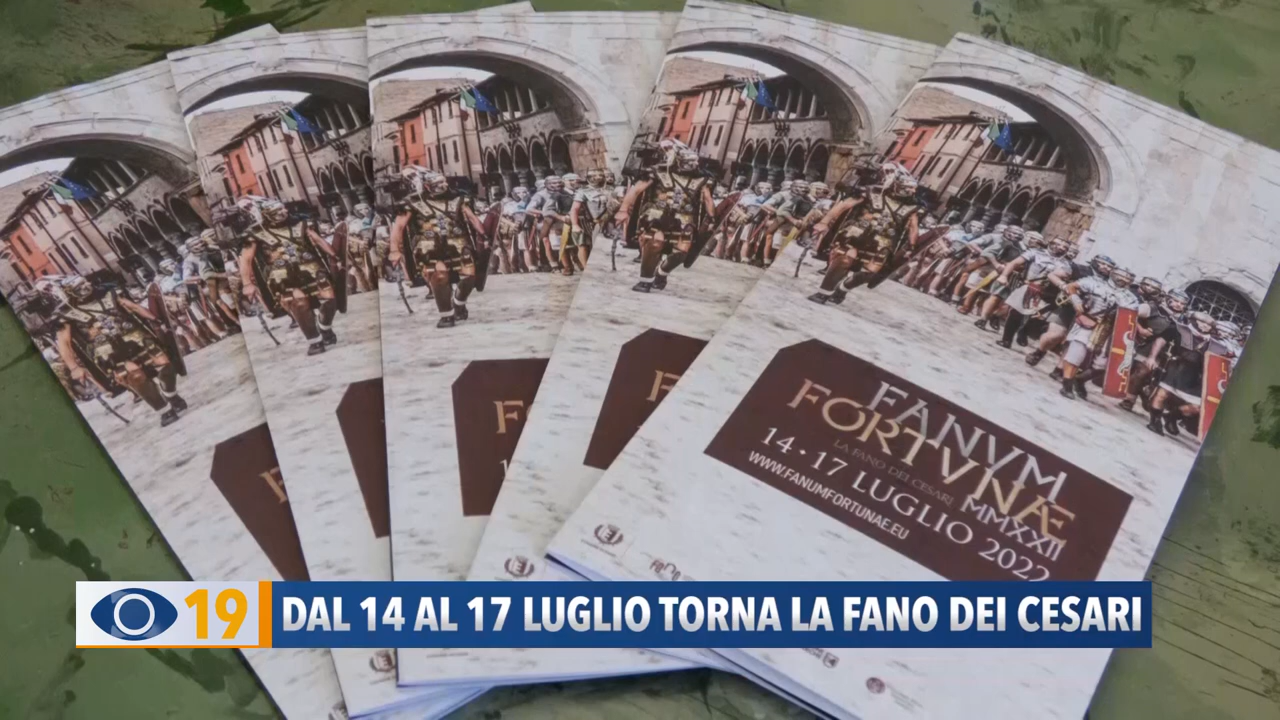 FANVM
FORTVNÆ
LA FANO DEI CESARI MMXXII
14 • 17 LUGLIO 2022
WWW.FANUMFORTUNAE.EU
19 DAL 14 AL 17 LUGLIO TORNA LA FANO DEI CESARI